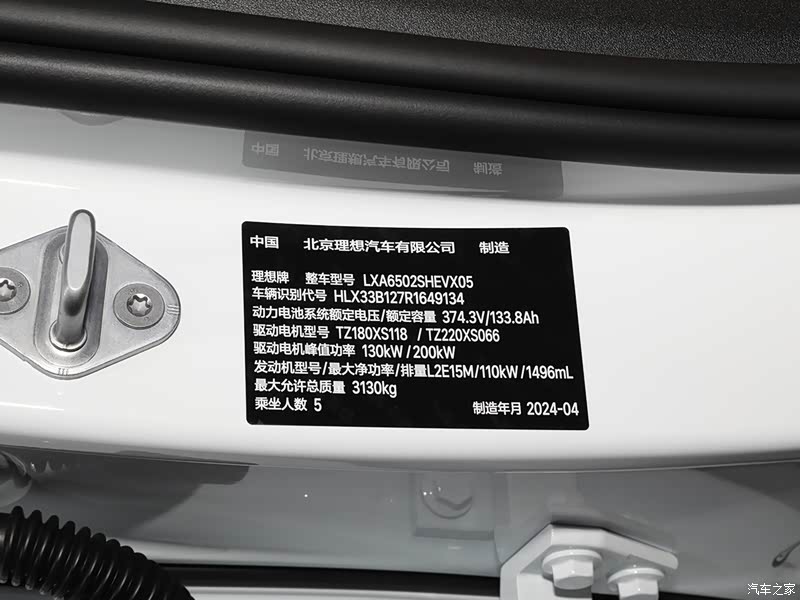 中国 北京理想汽车有限公司 制造
理想牌 整车型号 LXA6502SHEVX05
车辆识别代号 HLX33B127R1649134
动力电池系统额定电压/额定容量 374.3V/133.8Ah
驱动电机型号 TZ180XS118 / TZ220XS066
驱动电机峰值功率 130kW / 200kW
发动机型号/最大净功率/排量L2E15M/110kW /1496mL
最大允许总质量 3130kg
乘坐人数 5 制造年月 2024-04
汽车之家